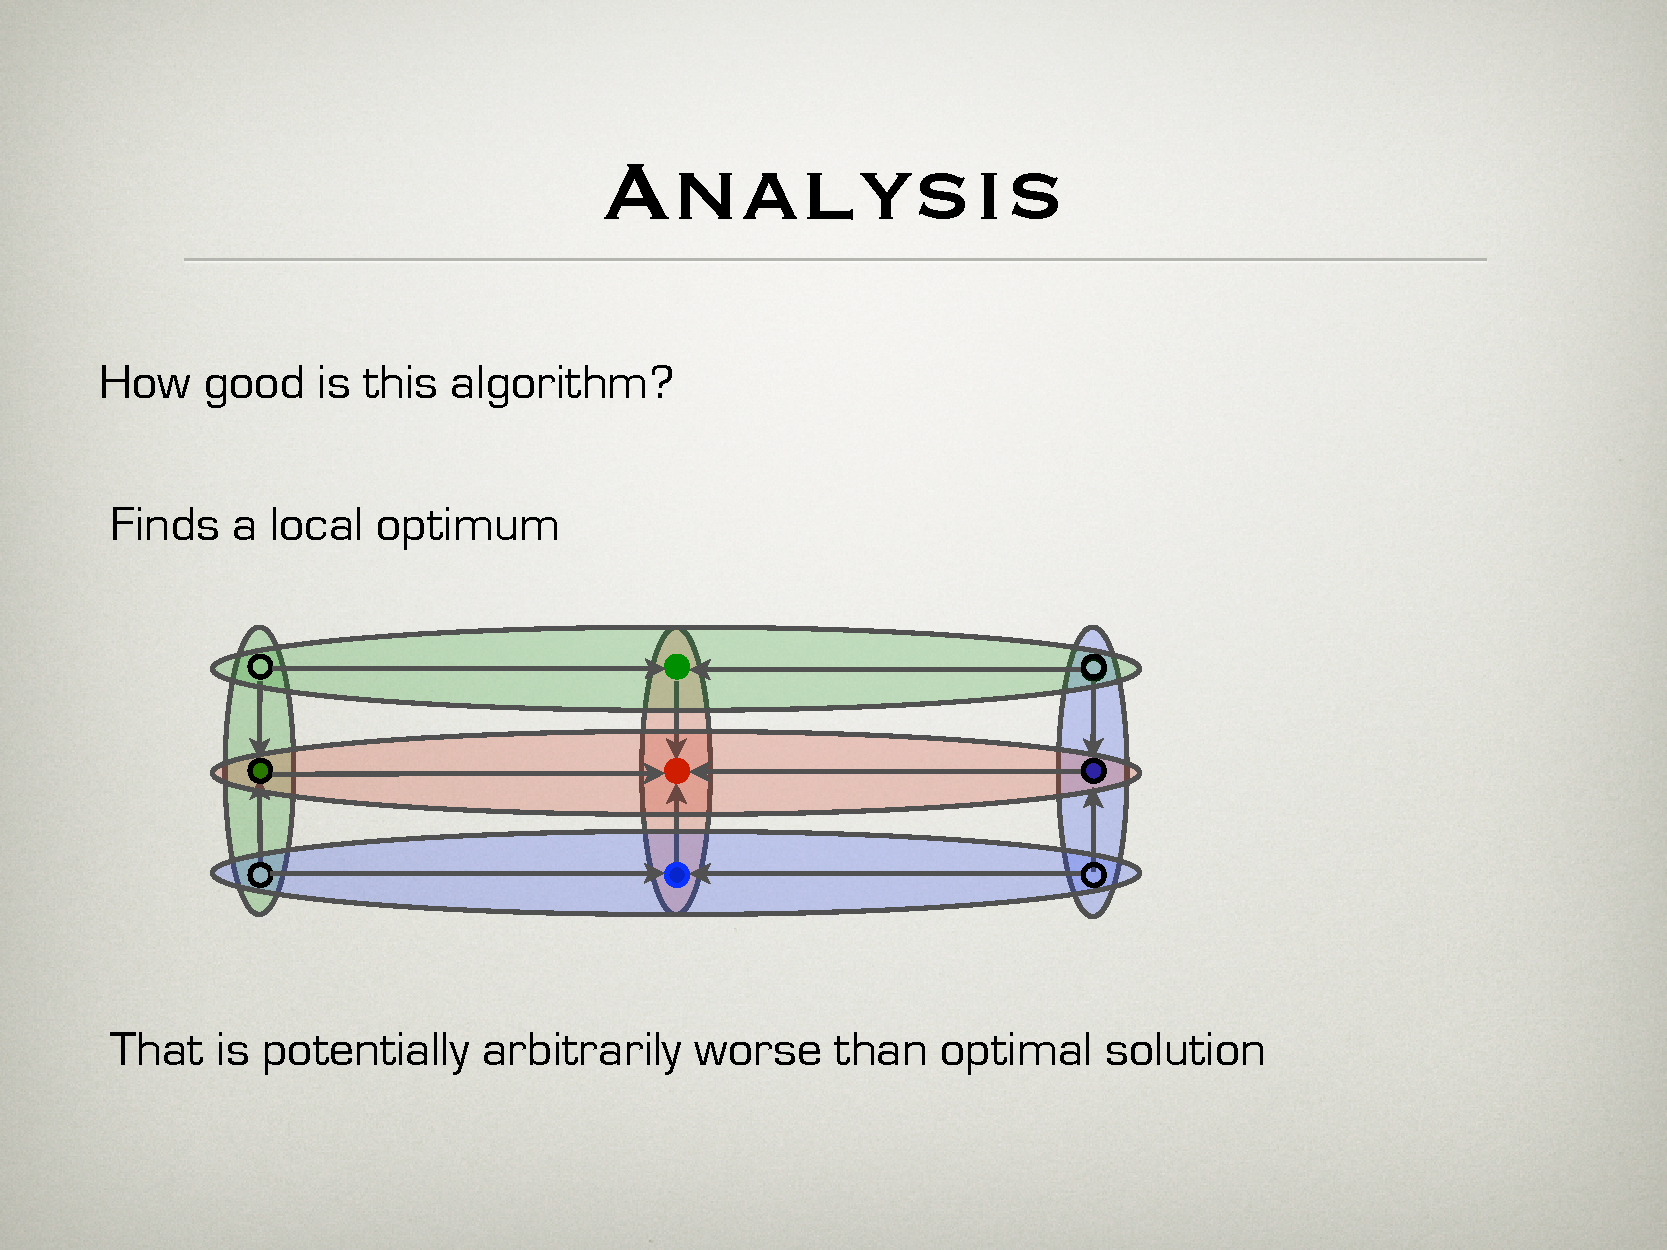 ANALYSIS
How good is this algorithm?
Finds a local optimum
That is potentially arbitrarily worse than optimal solution